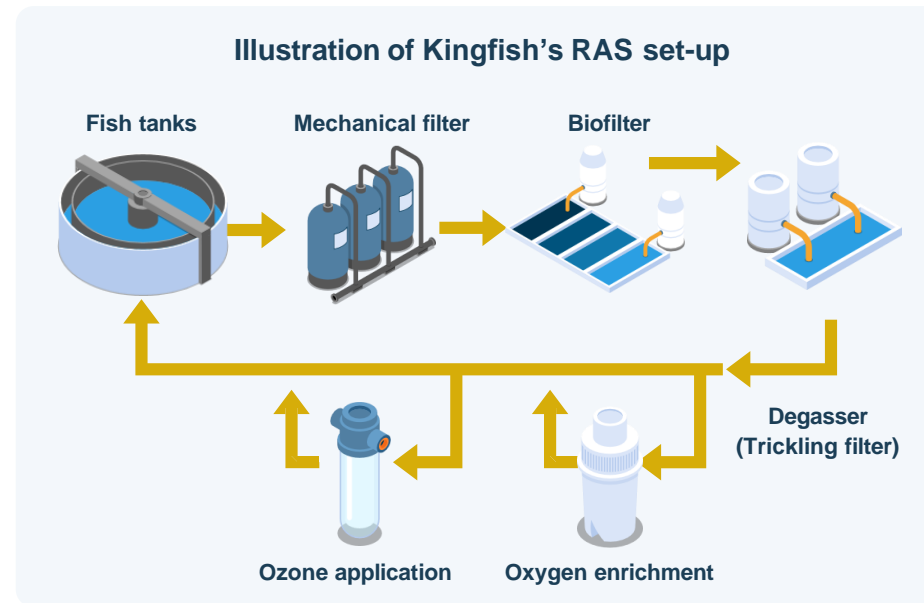 Illustration of Kingfish's RAS set-up
Fish tanks
Mechanical filter
Biofilter
Degasser
(Trickling filter)
Ozone application
Oxygen enrichment